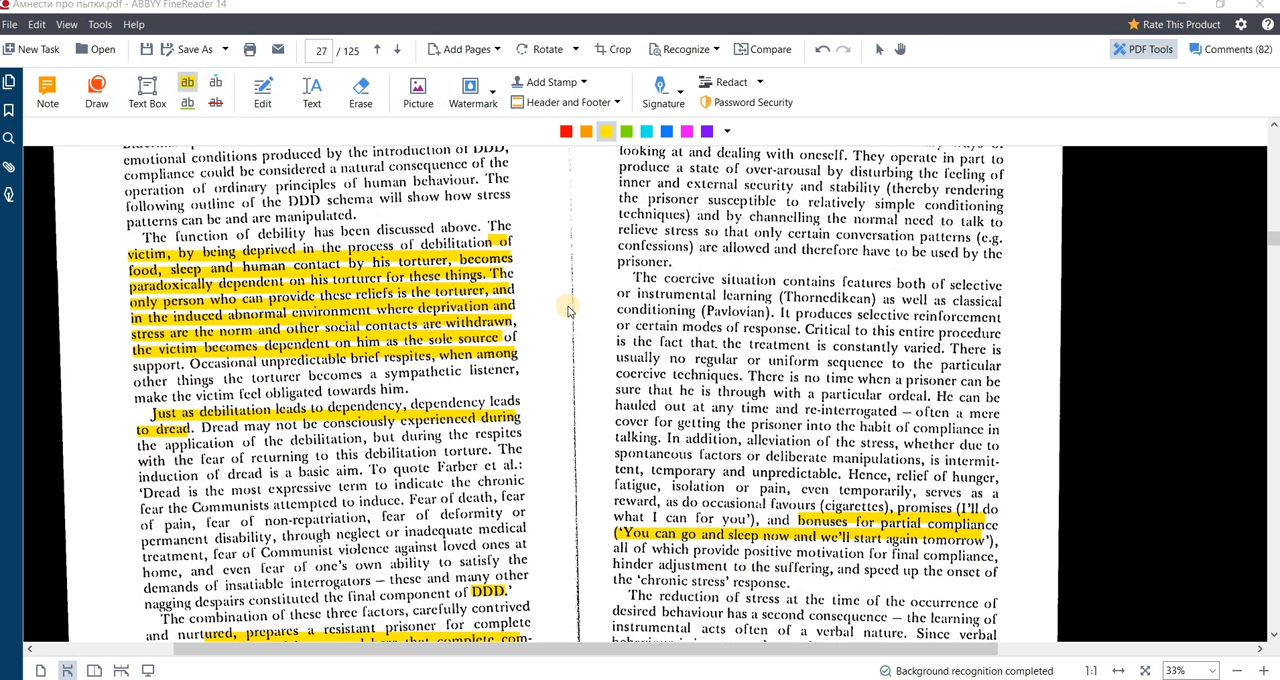 Амнести про пытки.pdf - ABBYY FineReader 14
File Edit View Tools Help
Rate This Product
New Task Open Save As 27 / 125 Add Pages Rotate Crop Recognize Compare PDF Tools Comments (82)
Note Draw Text Box ab ab ab ab Edit Text Erase Picture Watermark Add Stamp Header and Footer Signature Redact Password Security
emotional conditions produced by the introduction of DDD,
compliance could be considered a natural consequence of the
operation of ordinary principles of human behaviour. The
following outline of the DDD schema will show how stress
patterns can be and are manipulated.
The function of debility has been discussed above. The
victim, by being deprived in the process of debilitation of
food, sleep and human contact by his torturer, becomes
paradoxically dependent on his torturer for these things. The
only person who can provide these reliefs is the torturer, and
in the induced abnormal environment where deprivation and
stress are the norm and other social contacts are withdrawn,
the victim becomes dependent on him as the sole source of
support. Occasional unpredictable brief respites, when among
other things the torturer becomes a sympathetic listener,
make the victim feel obligated towards him.
Just as debilitation leads to dependency, dependency leads
to dread. Dread may not be consciously experienced during
the application of the debilitation, but during the respites
with the fear of returning to this debilitation torture. The
induction of dread is a basic aim. To quote Farber et al.:
'Dread is the most expressive term to indicate the chronic
fear the Communists attempted to induce. Fear of death, fear
of pain, fear of non-repatriation, fear of deformity or
permanent disability, through neglect or inadequate medical
treatment, fear of Communist violence against loved ones at
home, and even fear of one's own ability to satisfy the
demands of insatiable interrogators – these and many other
nagging despairs constituted the final component of DDD.'
The combination of these three factors, carefully contrived
and nurtured, prepares a resistant prisoner for complete
looking at and dealing with oneself. They operate in part to
produce a state of over-arousal by disturbing the feeling of
inner and external security and stability (thereby rendering
the prisoner susceptible to relatively simple conditioning
techniques) and by channelling the normal need to talk to
relieve stress so that only certain conversation patterns (e.g.
confessions) are allowed and therefore have to be used by the
prisoner.
The coercive situation contains features both of selective
or instrumental learning (Thornedikean) as well as classical
conditioning (Pavlovian). It produces selective reinforcement
or certain modes of response. Critical to this entire procedure
is the fact that, the treatment is constantly varied. There is
usually no regular or uniform sequence to the particular
coercive techniques. There is no time when a prisoner can be
sure that he is through with a particular ordeal. He can be
hauled out at any time and re-interrogated – often a mere
cover for getting the prisoner into the habit of compliance in
talking. In addition, alleviation of the stress, whether due to
spontaneous factors or deliberate manipulations, is intermit-
tent, temporary and unpredictable. Hence, relief of hunger,
fatigue, isolation or pain, even temporarily, serves as a
reward, as do occasional favours (cigarettes), promises (I'll do
what I can for you'), and bonuses for partial compliance
('You can go and sleep now and we'll start again tomorrow'),
all of which provide positive motivation for final compliance,
hinder adjustment to the suffering, and speed up the onset of
the 'chronic stress' response.
The reduction of stress at the time of the occurrence of
desired behaviour has a second consequence – the learning of
instrumental acts often of a verbal nature. Since verbal
Background recognition completed 1:1 33%